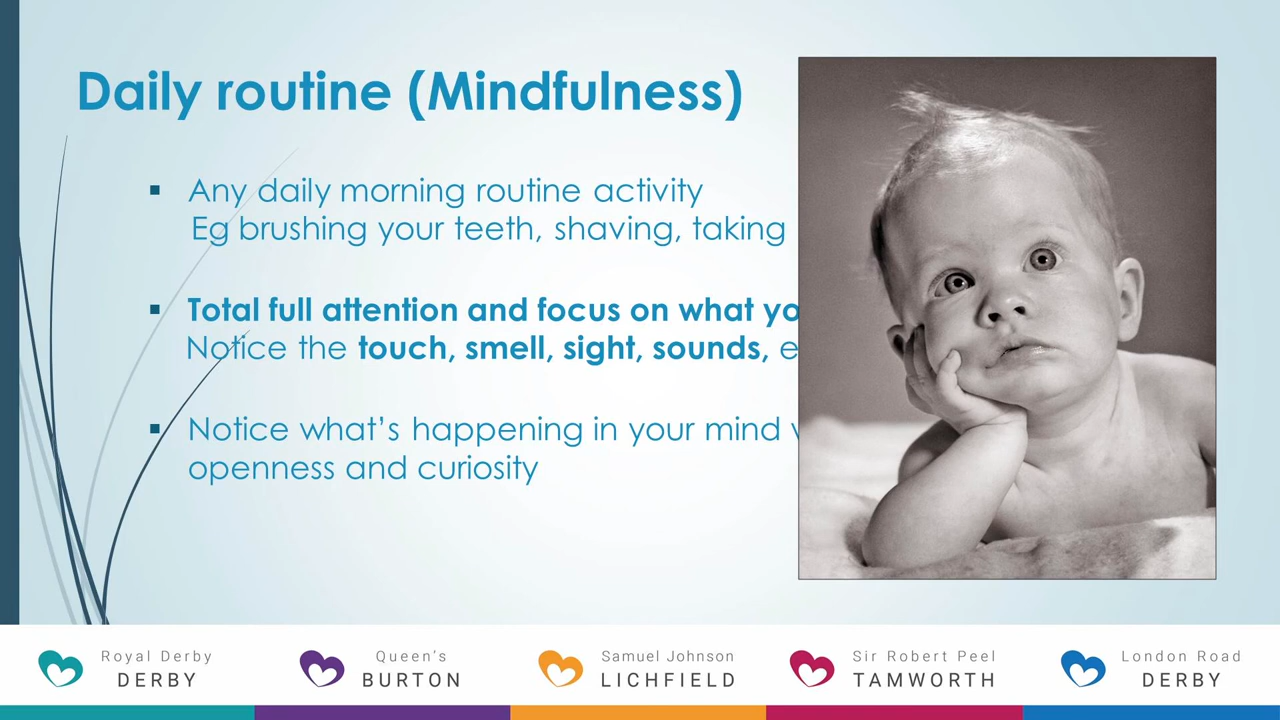 Daily routine (Mindfulness)
▪ Any daily morning routine activity
Eg brushing your teeth, shaving, taking
▪ Total full attention and focus on what
Notice the touch, smell, sight, sounds,
▪ Notice what's happening in your mind
openness and curiosity
Royal Derby
DERBY
Queen's
BURTON
Samuel Johnson
LICHFIELD
Sir Robert Peel
TAMWORTH
London Road
DERBY